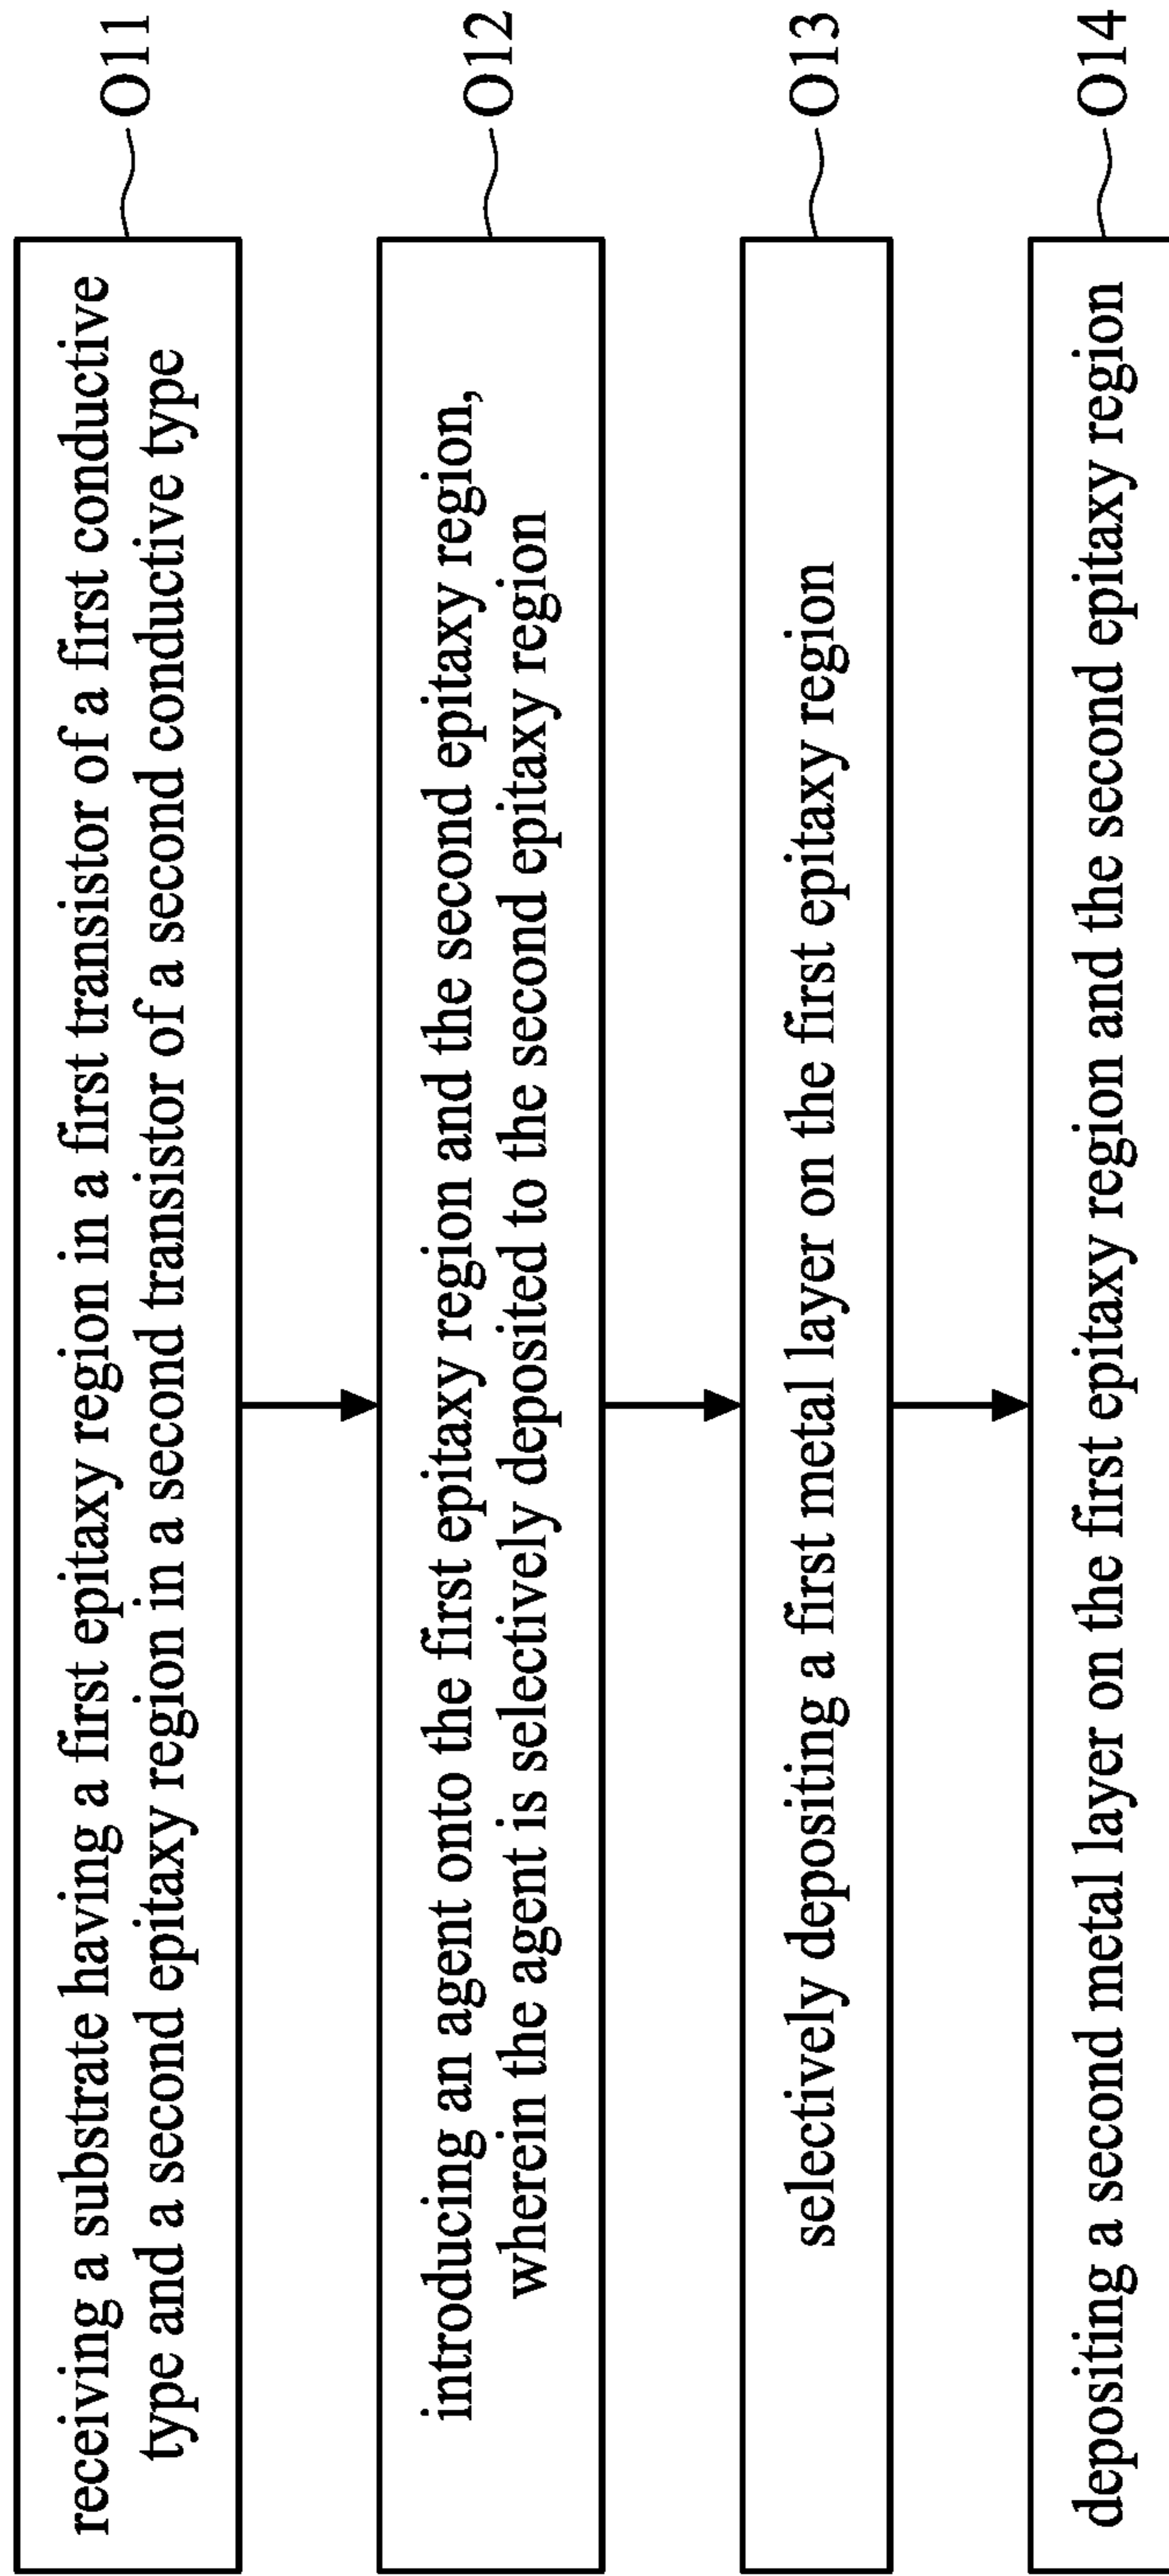 receiving a substrate having a first epitaxy region in a first transistor of a first conductive
type and a second epitaxy region in a second transistor of a second conductive type
O11
introducing an agent onto the first epitaxy region and the second epitaxy region,
wherein the agent is selectively deposited to the second epitaxy region
O12
selectively depositing a first metal layer on the first epitaxy region
O13
depositing a second metal layer on the first epitaxy region and the second epitaxy region
O14